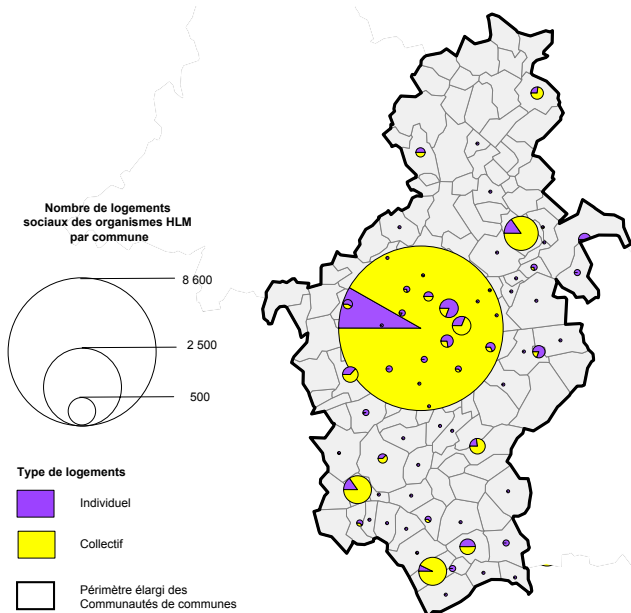 Nombre de logements
sociaux des organismes HLM
par commune
8 600
2 500
500
Type de logements
Individuel
Collectif
Périmètre élargi des
Communautés de communes